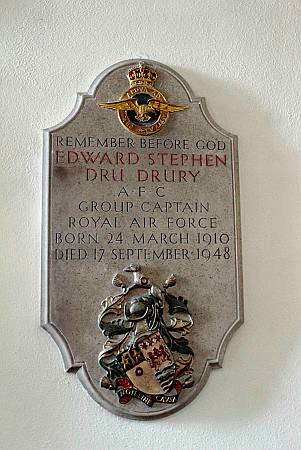 REMEMBER BEFORE GOD
EDWARD STEPHEN
DRU DRURY
A·F·C
GROUP CAPTAIN
ROYAL AIR FORCE
BORN 24 MARCH 1910
DIED 17 SEPTEMBER·1948